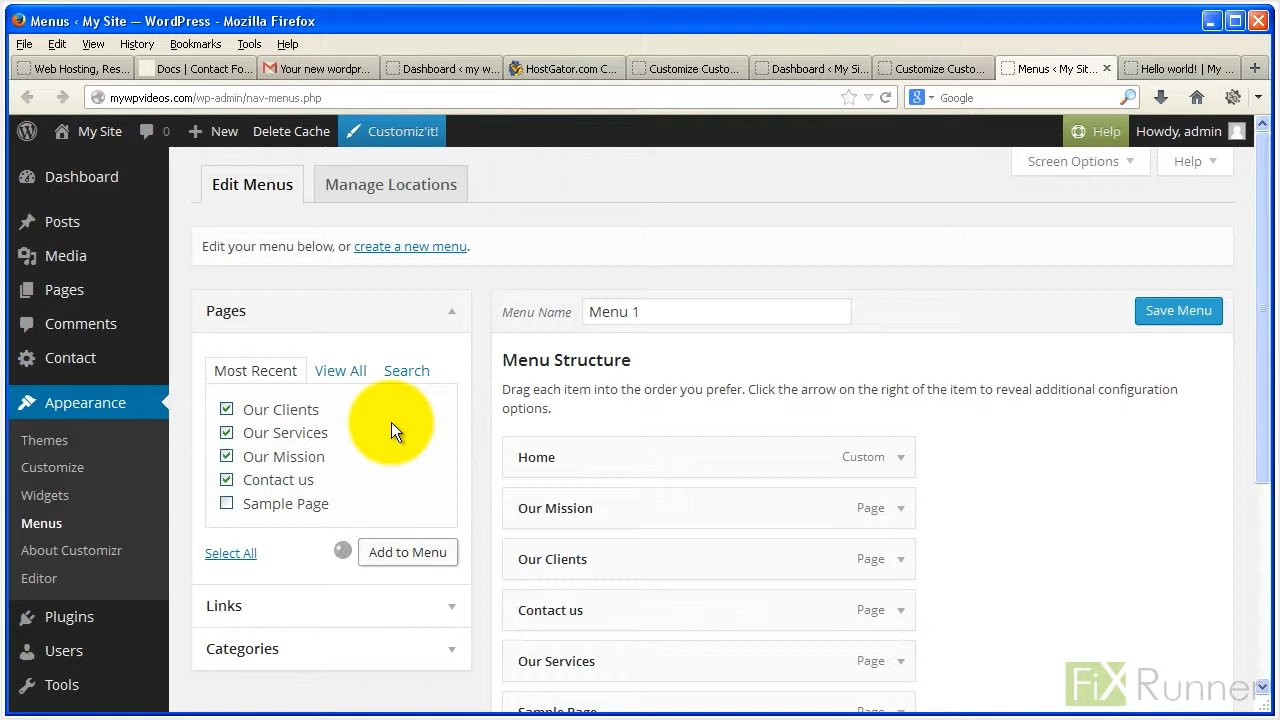 Menus ‹ My Site — WordPress - Mozilla Firefox
File Edit View History Bookmarks Tools Help
Web Hosting, Res... Docs | Contact Fo... Your new wordpr... Dashboard ‹ my w... HostGator.com C... Customize Custo... Dashboard ‹ My Si... Customize Custo... Menus ‹ My Sit... Hello world! | My ...
mywpvideos.com/wp-admin/nav-menus.php Google
My Site 0 New Delete Cache Customiz'it! Help Howdy, admin
Screen Options Help
Dashboard
Posts
Media
Pages
Comments
Contact
Appearance
Themes
Customize
Widgets
Menus
About Customizr
Editor
Plugins
Users
Tools
Edit Menus Manage Locations
Edit your menu below, or create a new menu.
Pages
Most Recent View All Search
Our Clients
Our Services
Our Mission
Contact us
Sample Page
Select All Add to Menu
Links
Categories
Menu Name Menu 1 Save Menu
Menu Structure
Drag each item into the order you prefer. Click the arrow on the right of the item to reveal additional configuration
options.
Home Custom
Our Mission Page
Our Clients Page
Contact us Page
Our Services Page
Sample Page Page
FiX Runner